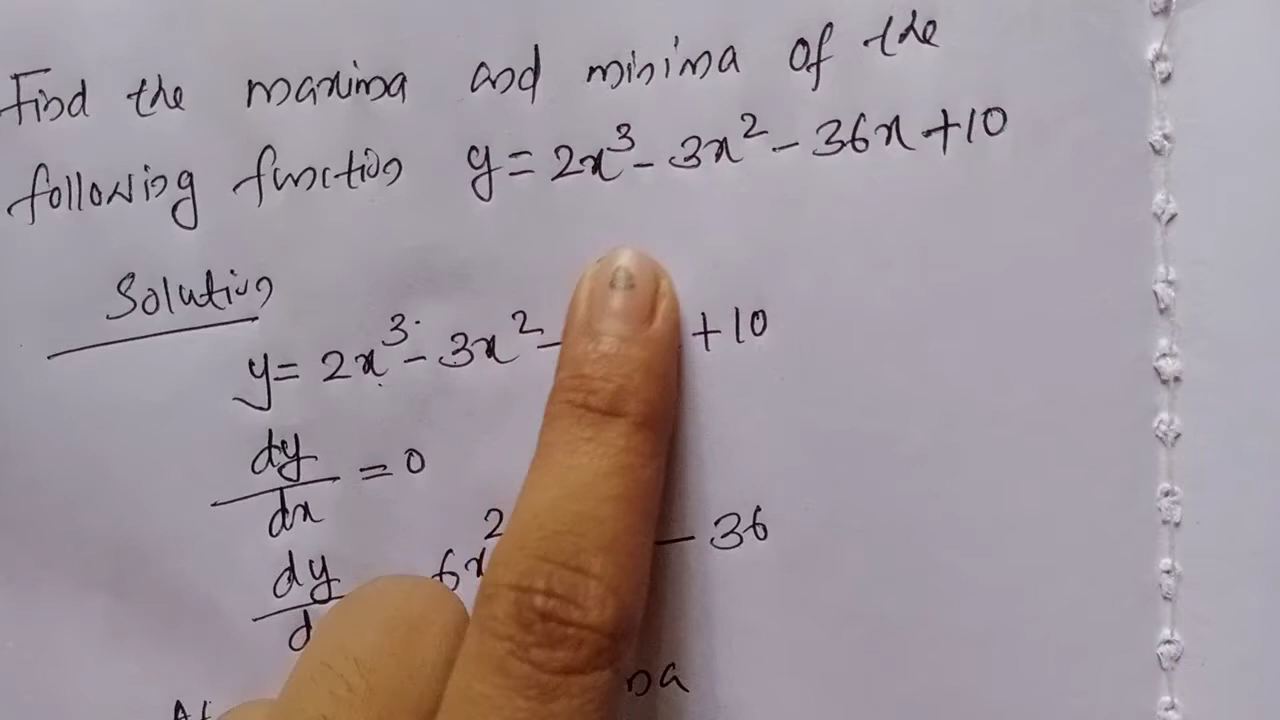 Find the maxima and minima of the
following function y = 2x³ - 3x² - 36x + 10
Solution
y = 2x³ - 3x² - + 10
dy/dx = 0
dy 6x² - 36